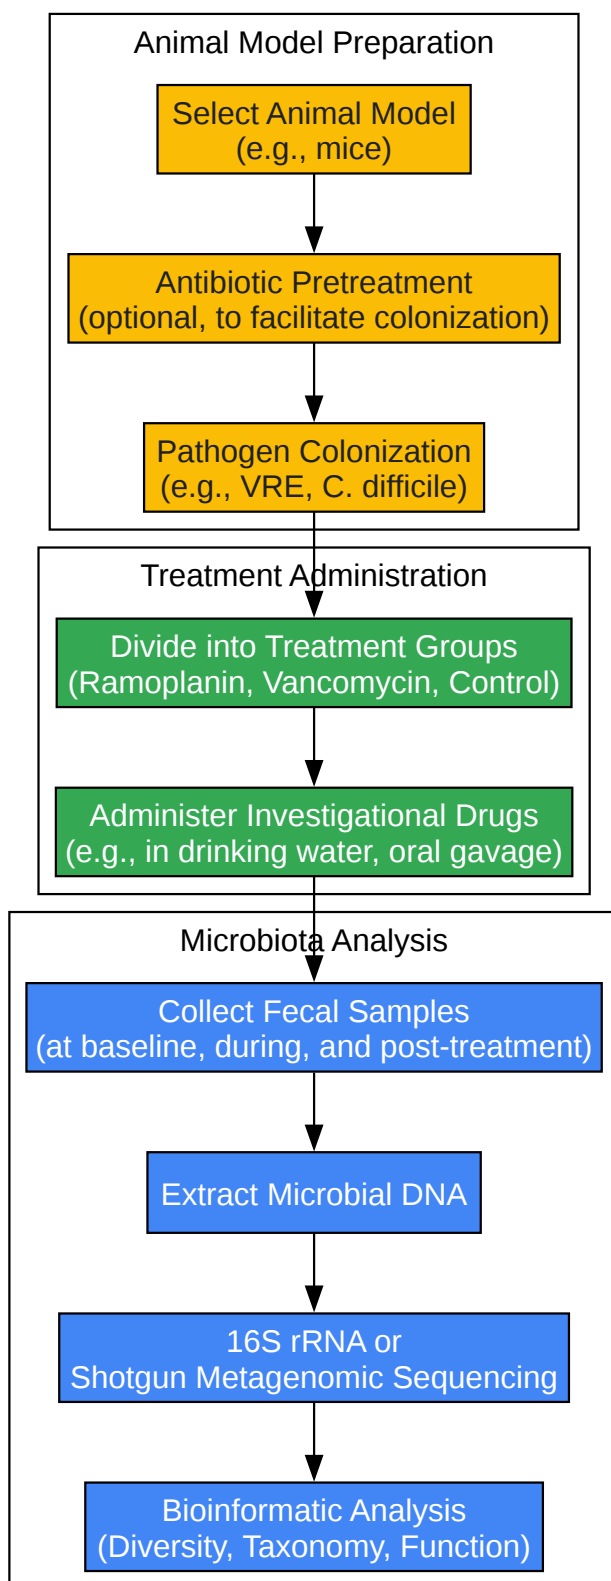 Animal Model Preparation
Select Animal Model
(e.g., mice)
Antibiotic Pretreatment
(optional, to facilitate colonization)
Pathogen Colonization
(e.g., VRE, C. difficile)
Treatment Administration
Divide into Treatment Groups
(Ramoplanin, Vancomycin, Control)
Administer Investigational Drugs
(e.g., in drinking water, oral gavage)
Microbiota Analysis
Collect Fecal Samples
(at baseline, during, and post-treatment)
Extract Microbial DNA
16S rRNA or
Shotgun Metagenomic Sequencing
Bioinformatic Analysis
(Diversity, Taxonomy, Function)